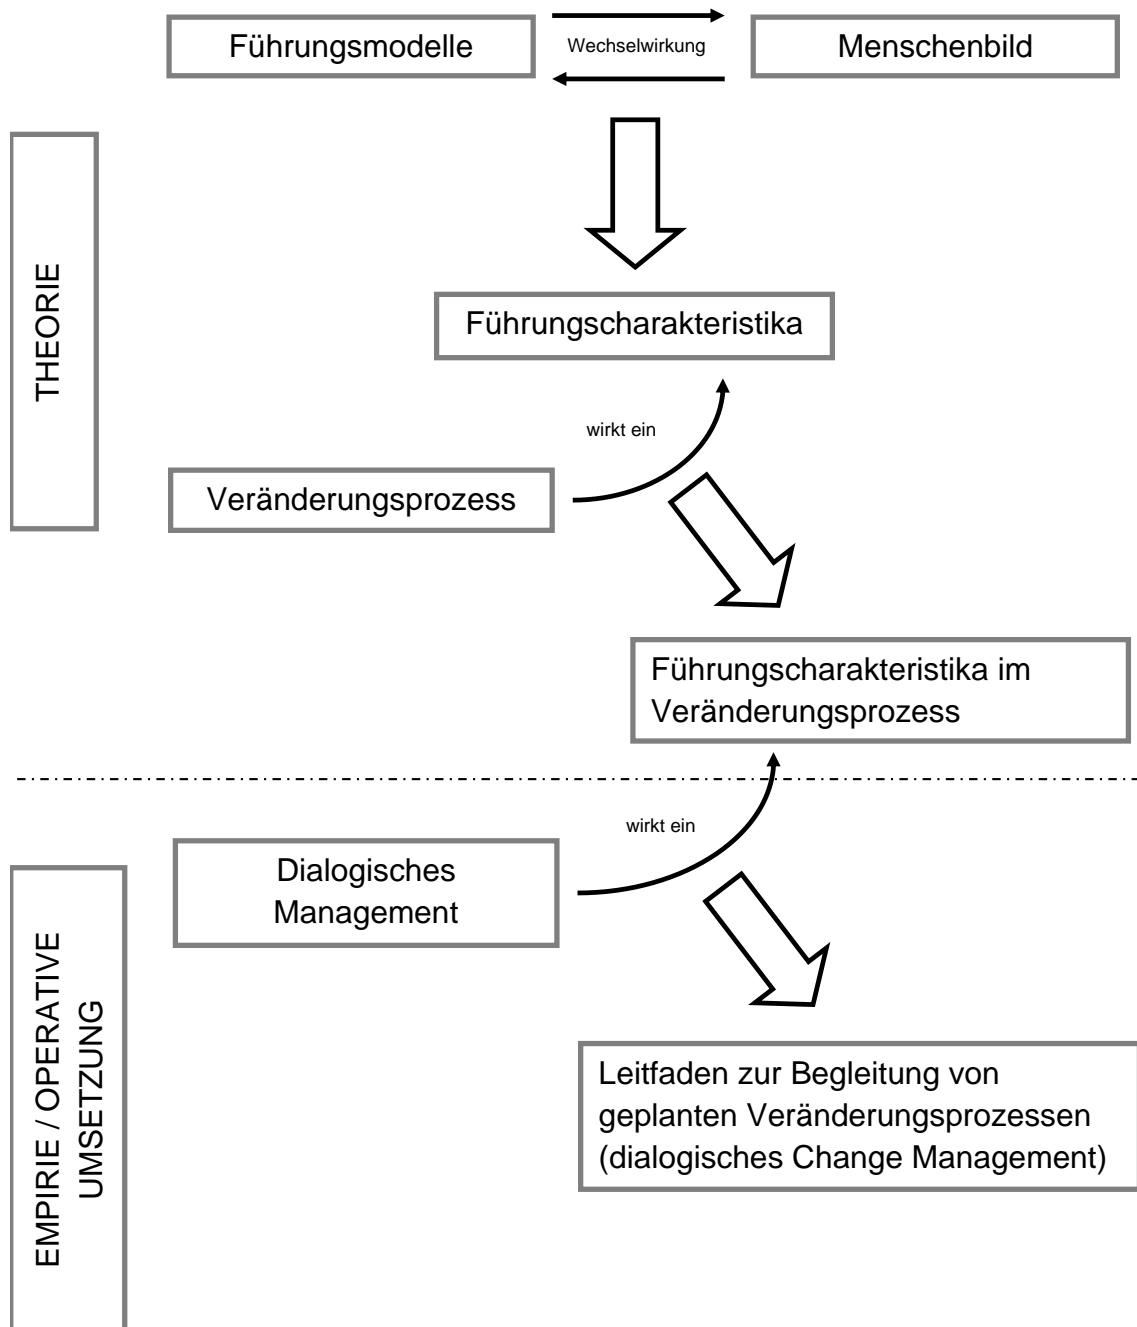 Führungsmodelle
Wechselwirkung
Menschenbild
THEORIE
Führungscharakteristika
wirkt ein
Veränderungsprozess
Führungscharakteristika im
Veränderungsprozess
wirkt ein
Dialogisches
Management
EMPIRIE / OPERATIVE
UMSETZUNG
Leitfaden zur Begleitung von
geplanten Veränderungsprozessen
(dialogisches Change Management)